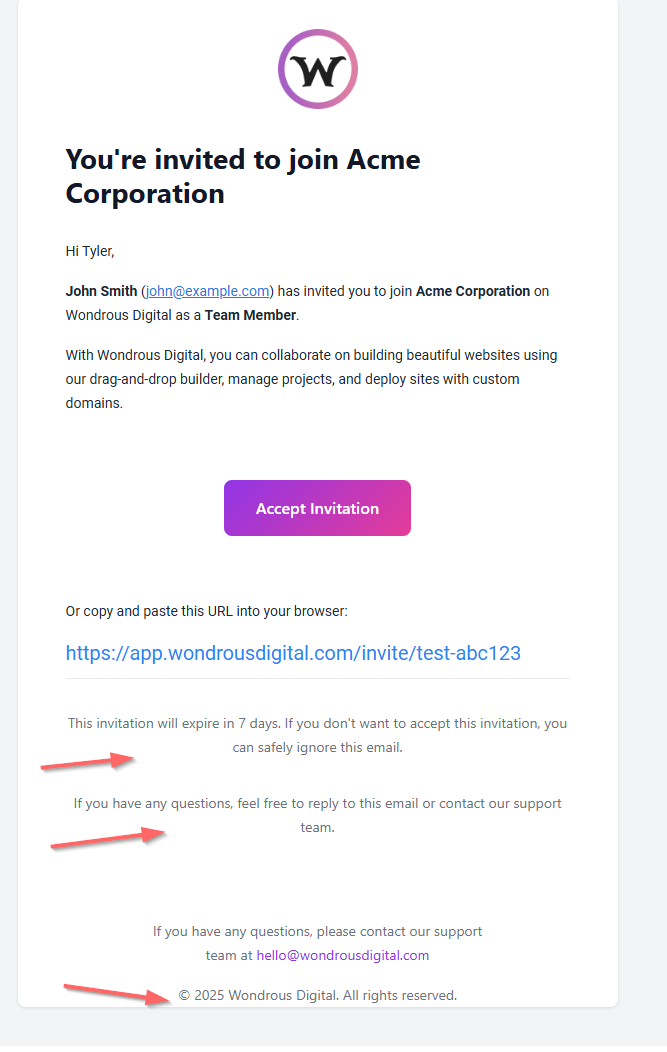 W
You're invited to join Acme
Corporation
Hi Tyler,
John Smith (john@example.com) has invited you to join Acme Corporation on
Wondrous Digital as a Team Member.
With Wondrous Digital, you can collaborate on building beautiful websites using
our drag-and-drop builder, manage projects, and deploy sites with custom
domains.
Accept Invitation
Or copy and paste this URL into your browser:
https://app.wondrousdigital.com/invite/test-abc123
This invitation will expire in 7 days. If you don't want to accept this invitation, you
can safely ignore this email.
If you have any questions, feel free to reply to this email or contact our support
team.
If you have any questions, please contact our support
team at hello@wondrousdigital.com
© 2025 Wondrous Digital. All rights reserved.